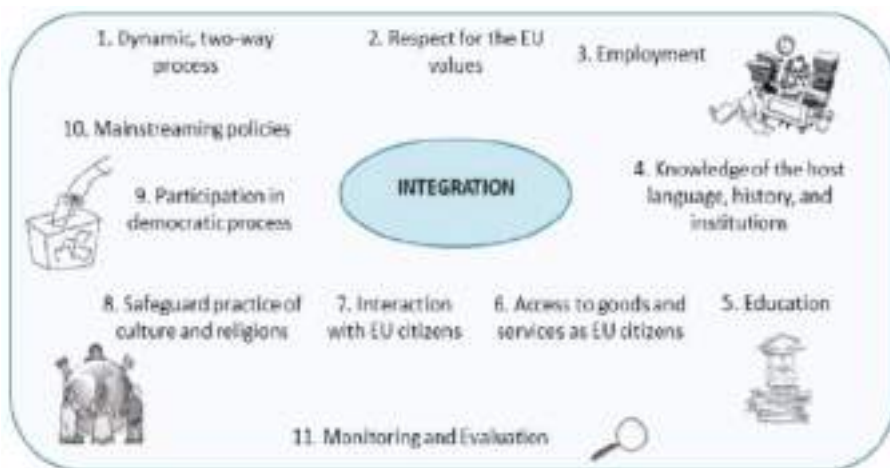 1. Dynamic, two-way
process
2. Respect for the EU
values
3. Employment
10. Mainstreaming policies
INTEGRATION
4. Knowledge of the host
language, history, and
institutions
9. Participation in
democratic process
8. Safeguard practice of
culture and religions
7. Interaction
with EU citizens
6. Access to goods and
services as EU citizens
5. Education
11. Monitoring and Evaluation